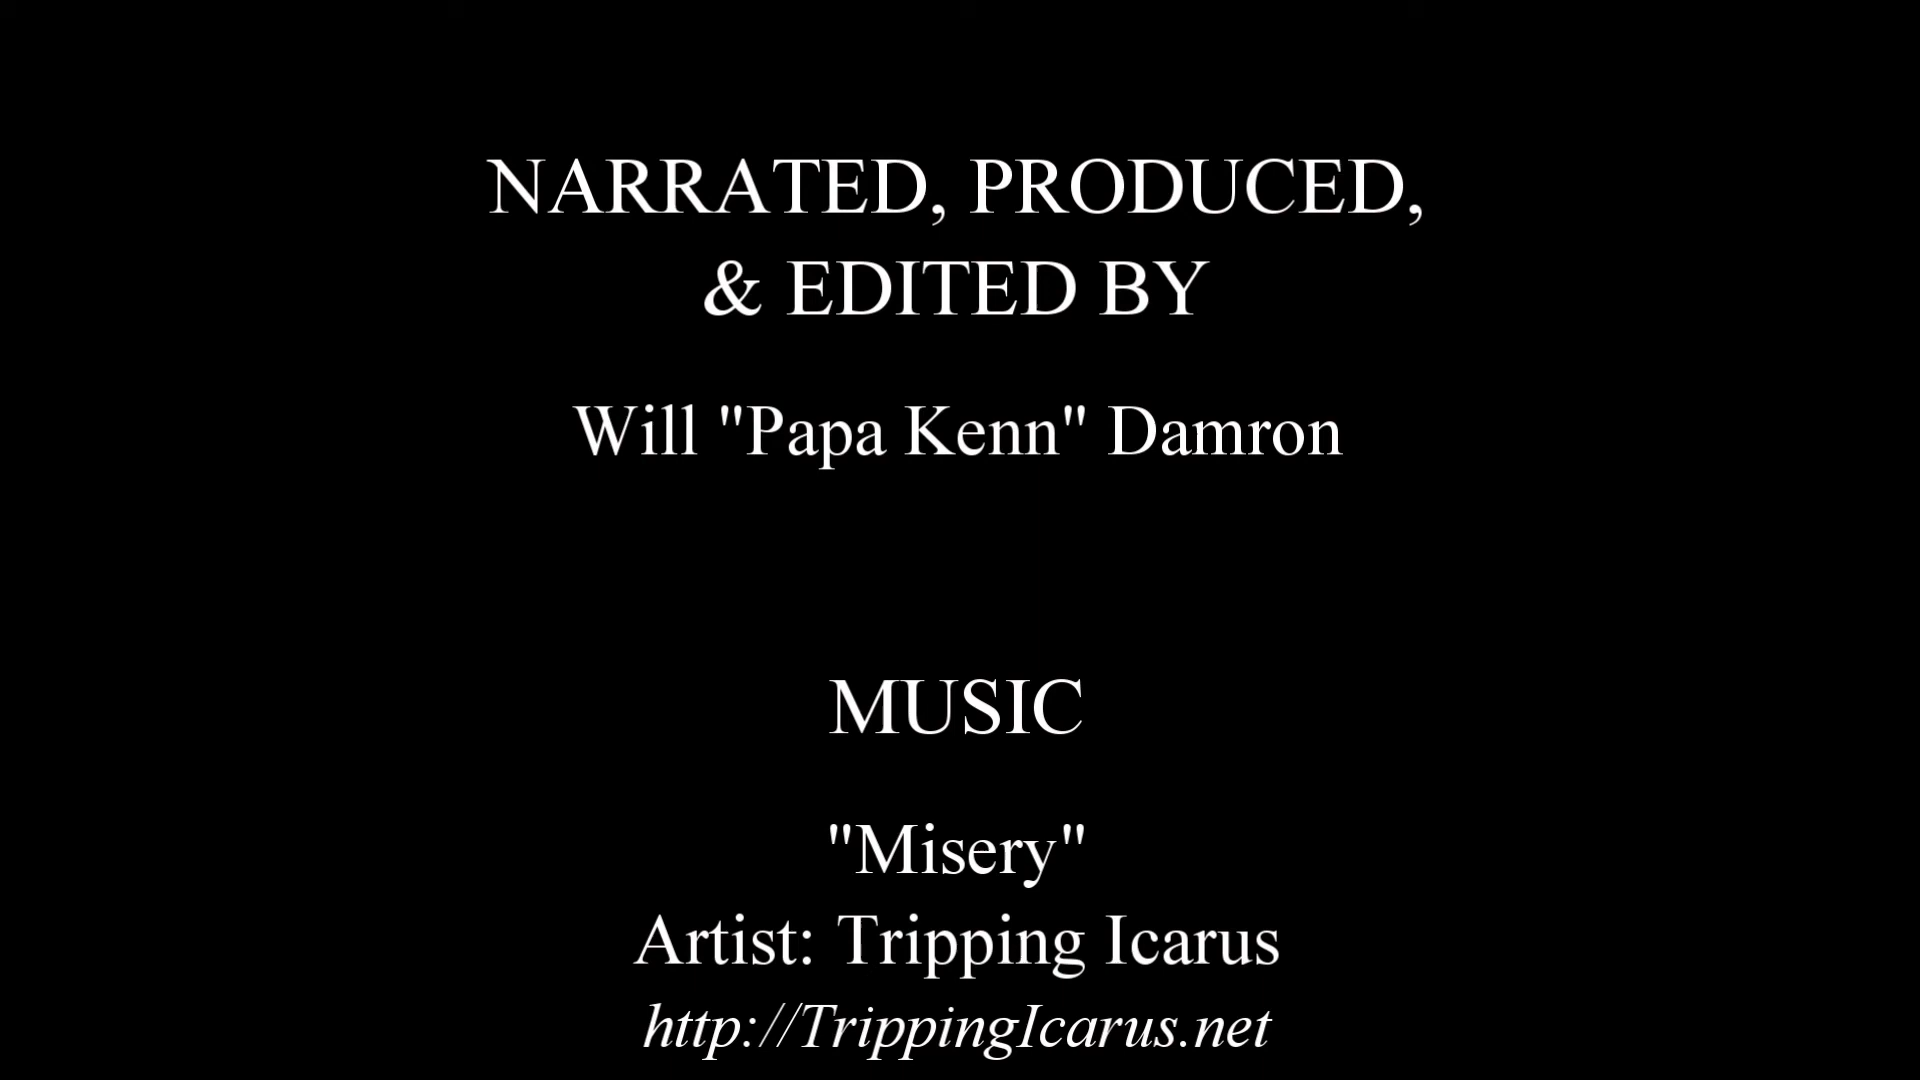 NARRATED, PRODUCED,
& EDITED BY
Will "Papa Kenn" Damron
MUSIC
"Misery"
Artist: Tripping Icarus
http://TrippingIcarus.net